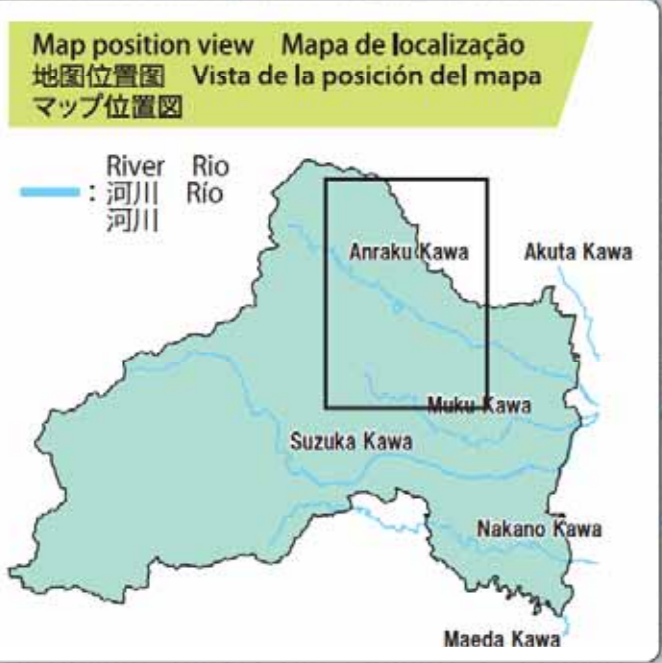 Map position view Mapa de localização
地图位置图 Vista de la posición del mapa
マップ位置図
River Rio
: 河川 Río
河川
Anraku Kawa
Akuta Kawa
Muku Kawa
Suzuka Kawa
Nakano Kawa
Maeda Kawa